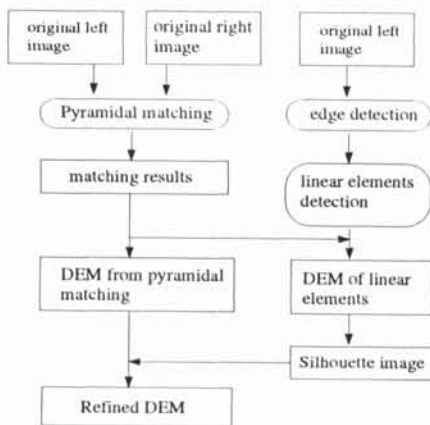 original left
image
original right
image
original left
image
Pyramidal matching
edge detection
matching results
linear elements
detection
DEM from pyramidal
matching
DEM of linear
elements
Silhouette image
Refined DEM